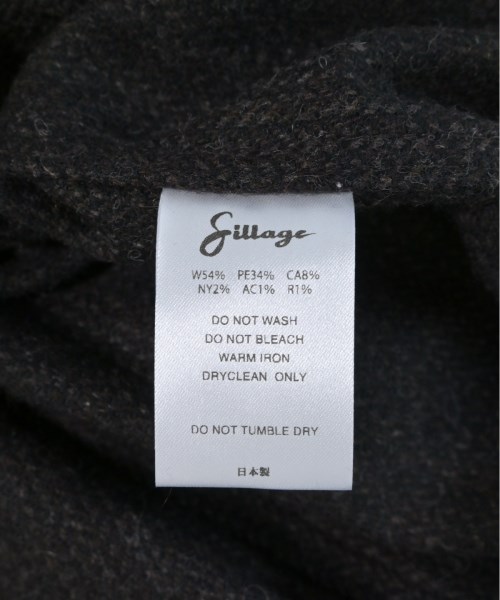 Sillage
W54% PE34% CA8%
NY2% AC1% R1%
DO NOT WASH
DO NOT BLEACH
WARM IRON
DRYCLEAN ONLY
DO NOT TUMBLE DRY
日本製